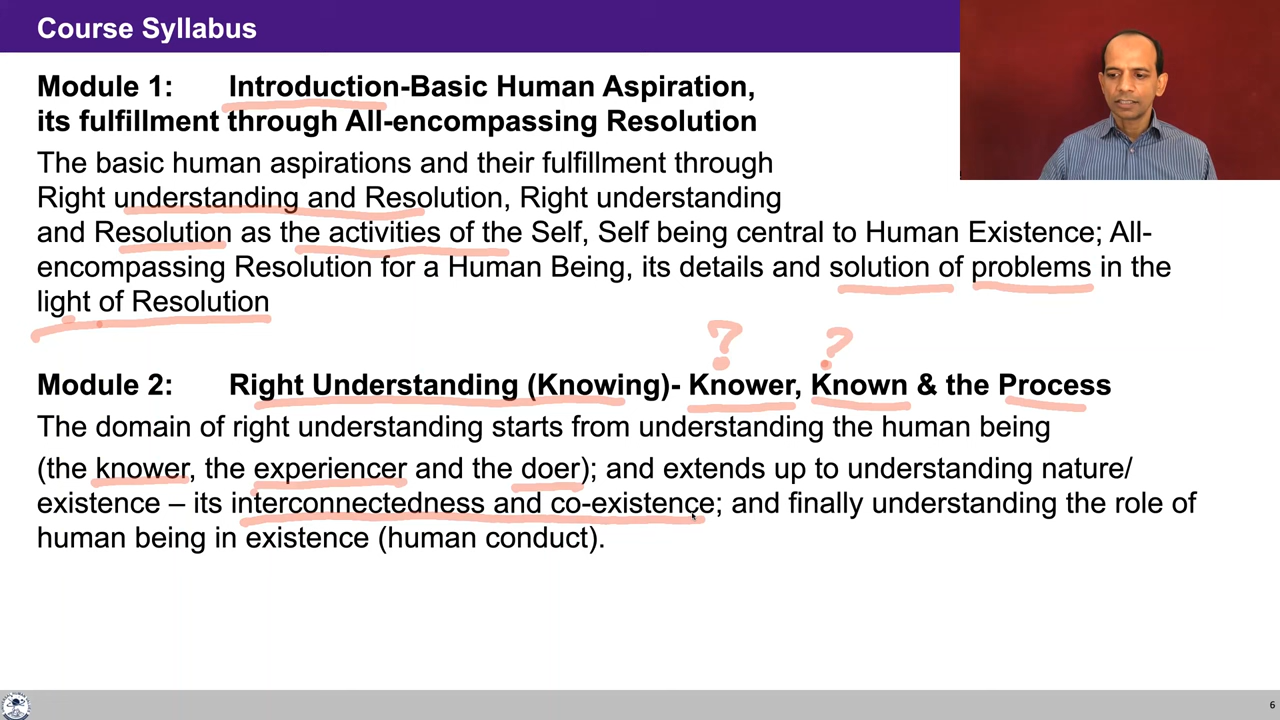 Course Syllabus
Module 1: Introduction-Basic Human Aspiration,
its fulfillment through All-encompassing Resolution
The basic human aspirations and their fulfillment through
Right understanding and Resolution, Right understanding
and Resolution as the activities of the Self, Self being central to Human Existence; All-
encompassing Resolution for a Human Being, its details and solution of problems in the
light of Resolution
? ?
Module 2: Right Understanding (Knowing)- Knower, Known & the Process
The domain of right understanding starts from understanding the human being
(the knower, the experiencer and the doer); and extends up to understanding nature/
existence – its interconnectedness and co-existence; and finally understanding the role of
human being in existence (human conduct).
6